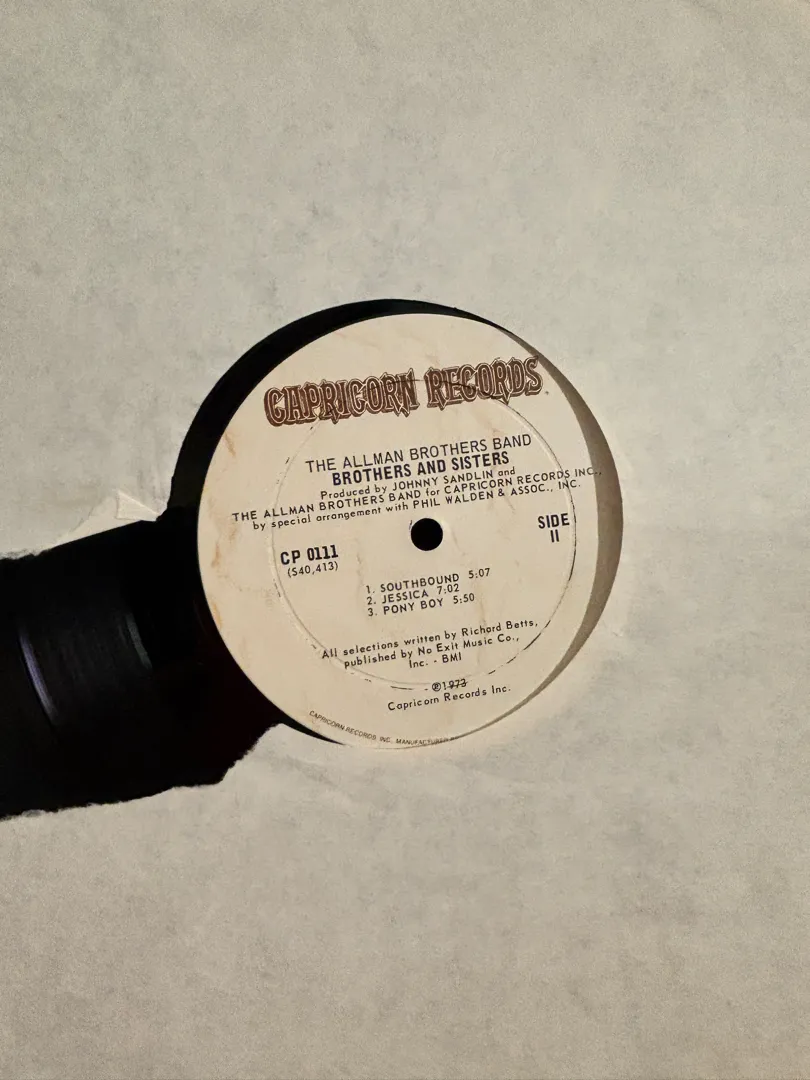 CAPRICORN RECORDS
THE ALLMAN BROTHERS BAND
BROTHERS AND SISTERS
Produced by JOHNNY SANDLIN and
THE ALLMAN BROTHERS BAND for CAPRICORN RECORDS INC.,
by special arrangement with PHIL WALDEN & ASSOC., INC.
CP 0111
(S40,413)
SIDE
II
1. SOUTHBOUND 5:07
2. JESSICA 7:02
3. PONY BOY 5:50
All selections written by Richard Betts,
published by No Exit Music Co.,
Inc. - BMI
℗1973
Capricorn Records Inc.
CAPRICORN RECORDS INC. MANUFACTURED